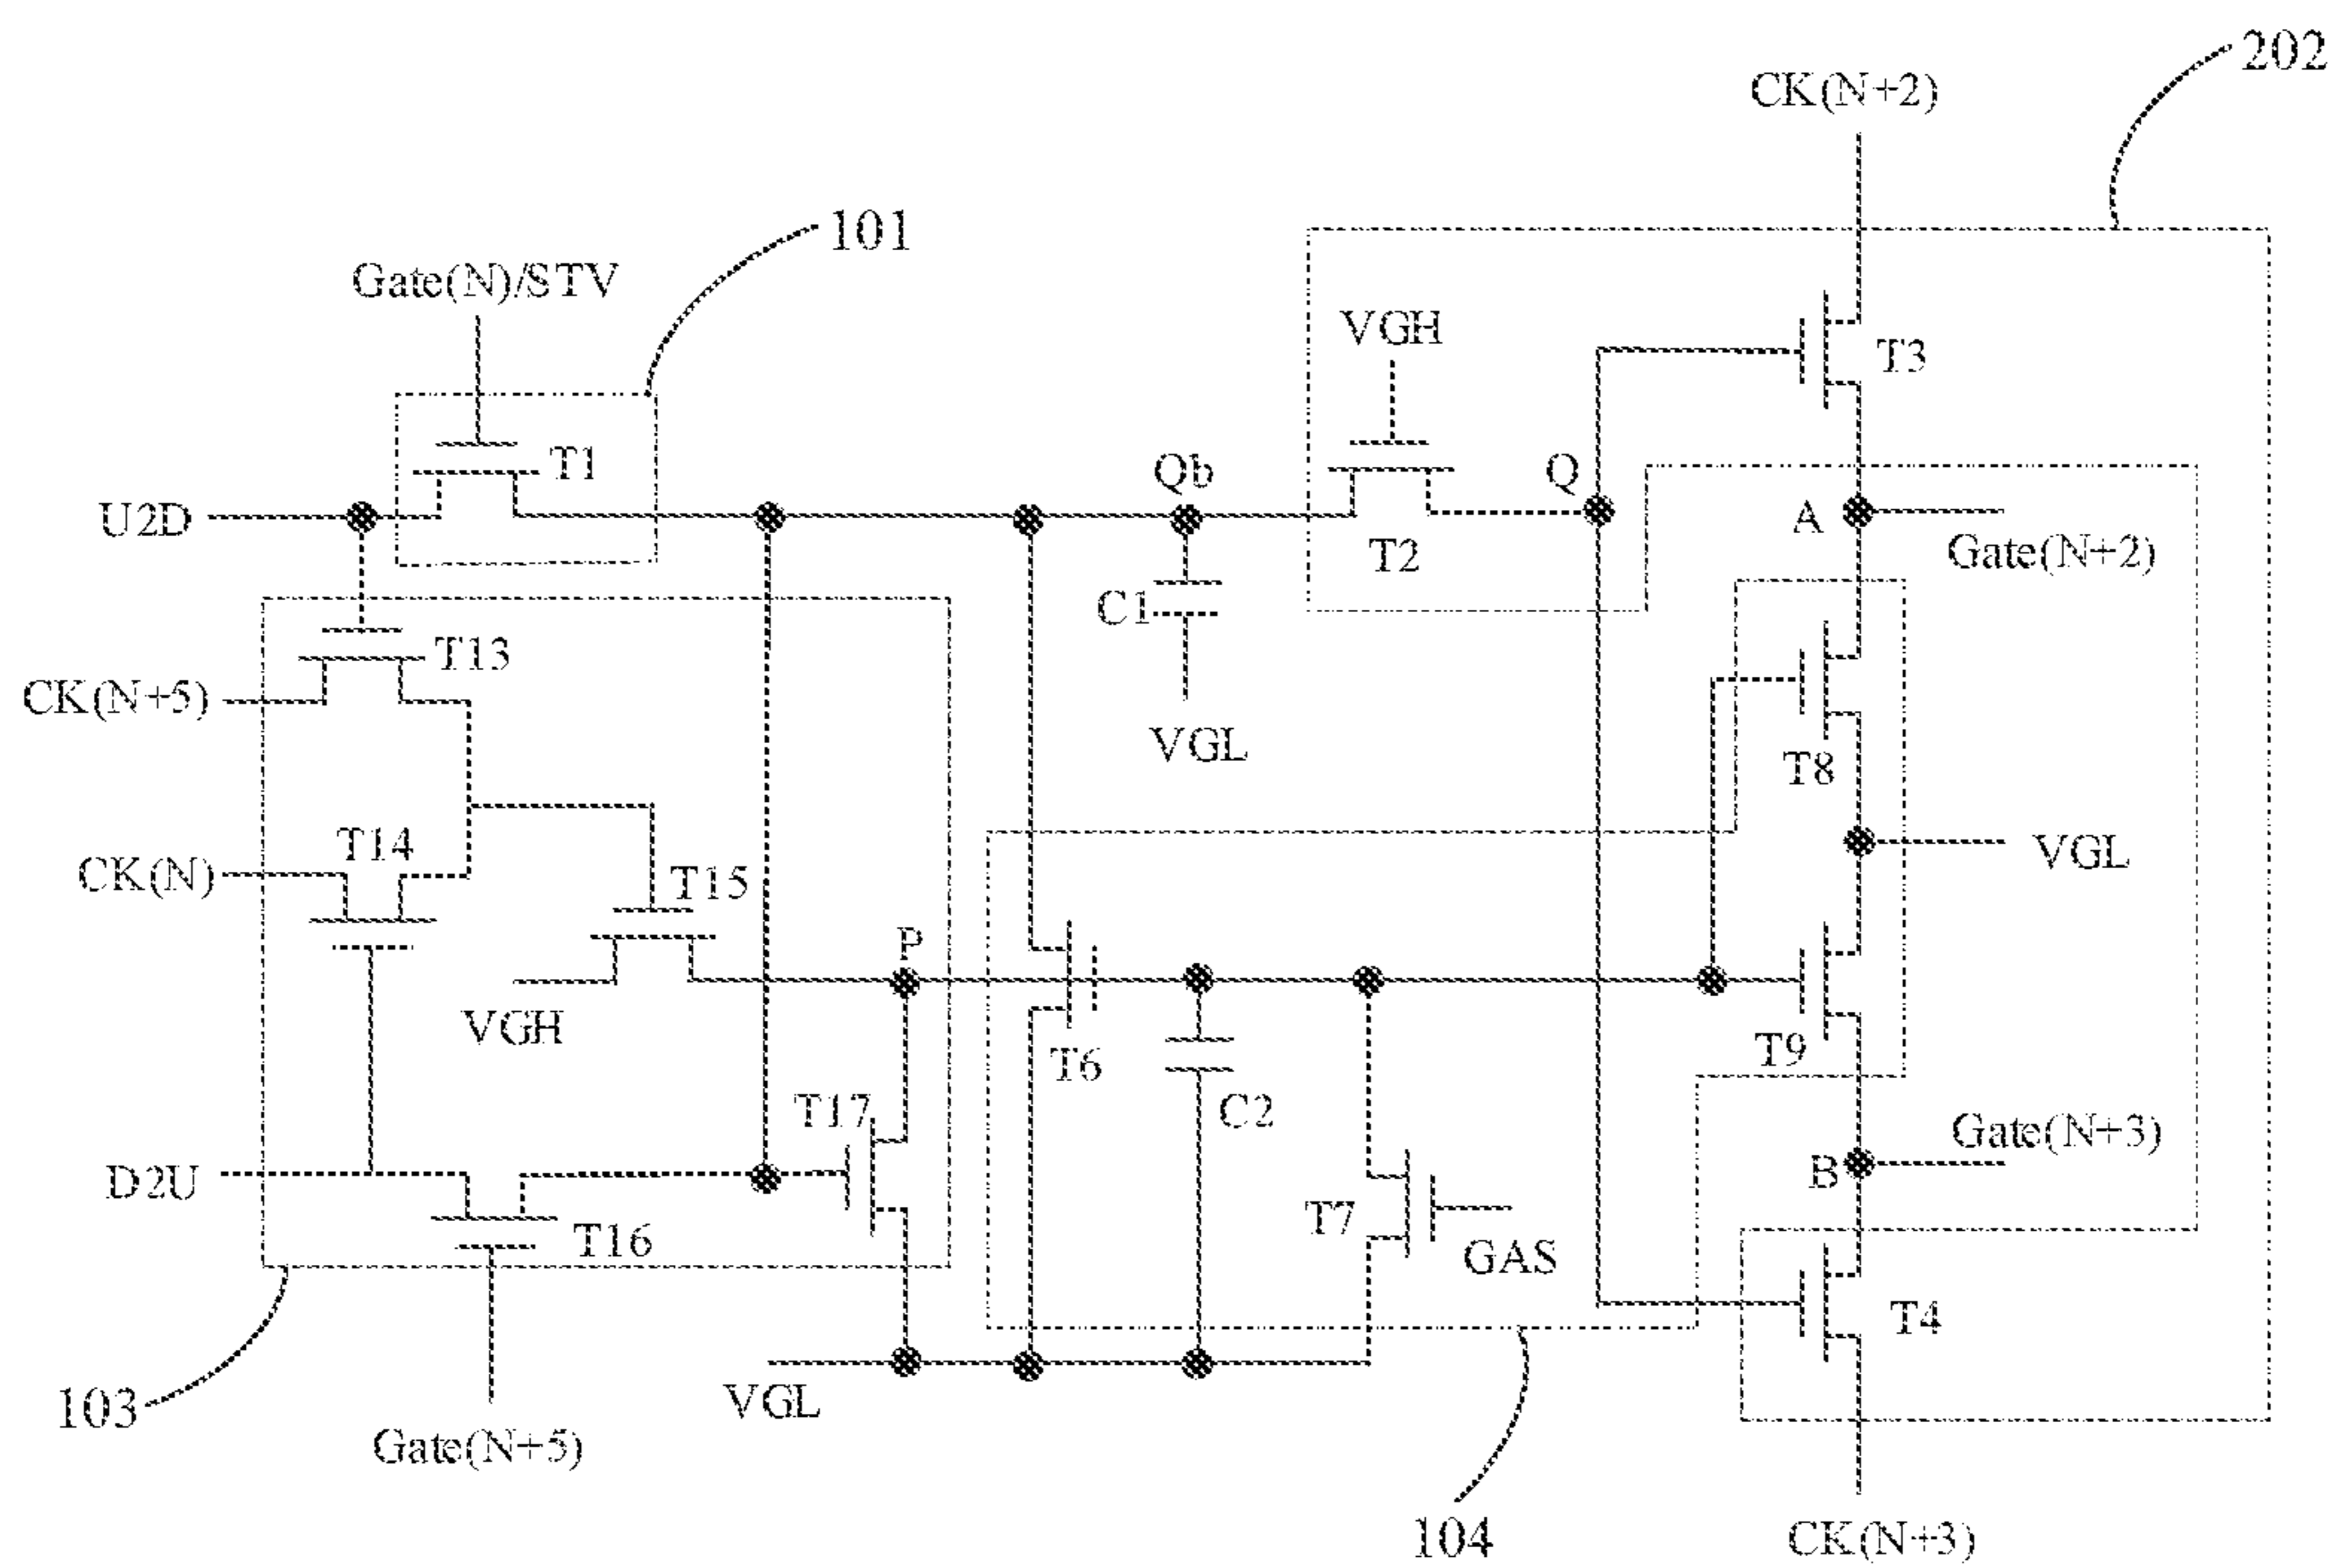 202
CK(N+2)
101
Gate(N)/STV
VGH
T3
T1
Qb
Q
U2D
A
T2
Gate(N+2)
C1
T13
CK(N+5)
VGL
T8
T14
VGL
CK(N)
T15
P
VGH
T9
T6
T17
C2
Gate(N+3)
D2U
B
T7
T16
GAS
T4
VGL
103
Gate(N+5)
104
CK(N+3)